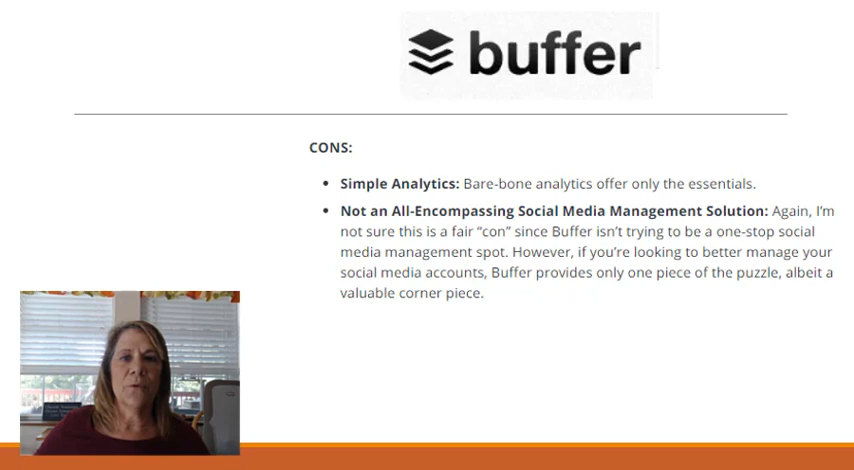 buffer
CONS:
• Simple Analytics: Bare-bone analytics offer only the essentials.
• Not an All-Encompassing Social Media Management Solution: Again, I’m
not sure this is a fair “con” since Buffer isn’t trying to be a one-stop social
media management spot. However, if you’re looking to better manage your
social media accounts, Buffer provides only one piece of the puzzle, albeit a
valuable corner piece.